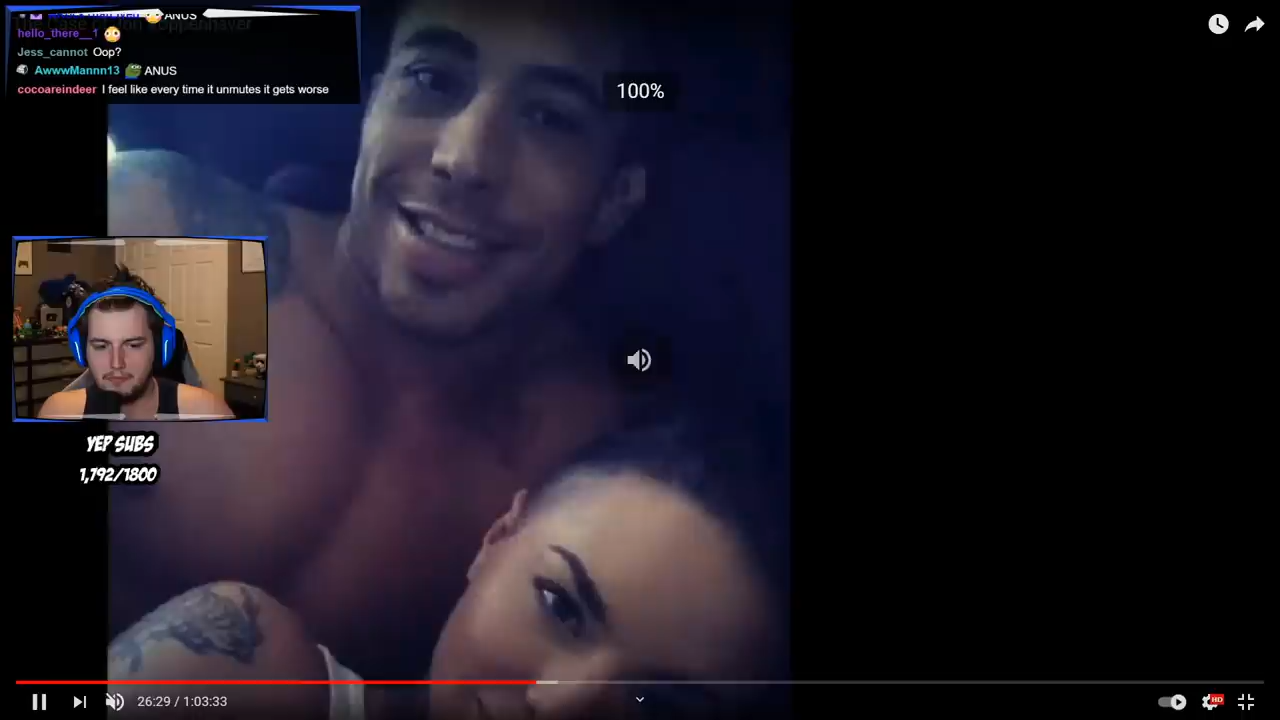 ANUS
hello_there__1
Jess_cannot Oop?
AwwwMannn13 ANUS
cocoareindeer I feel like every time it unmutes it gets worse
100%
YEP SUBS
1,792/1800
26:29 / 1:03:33
HD